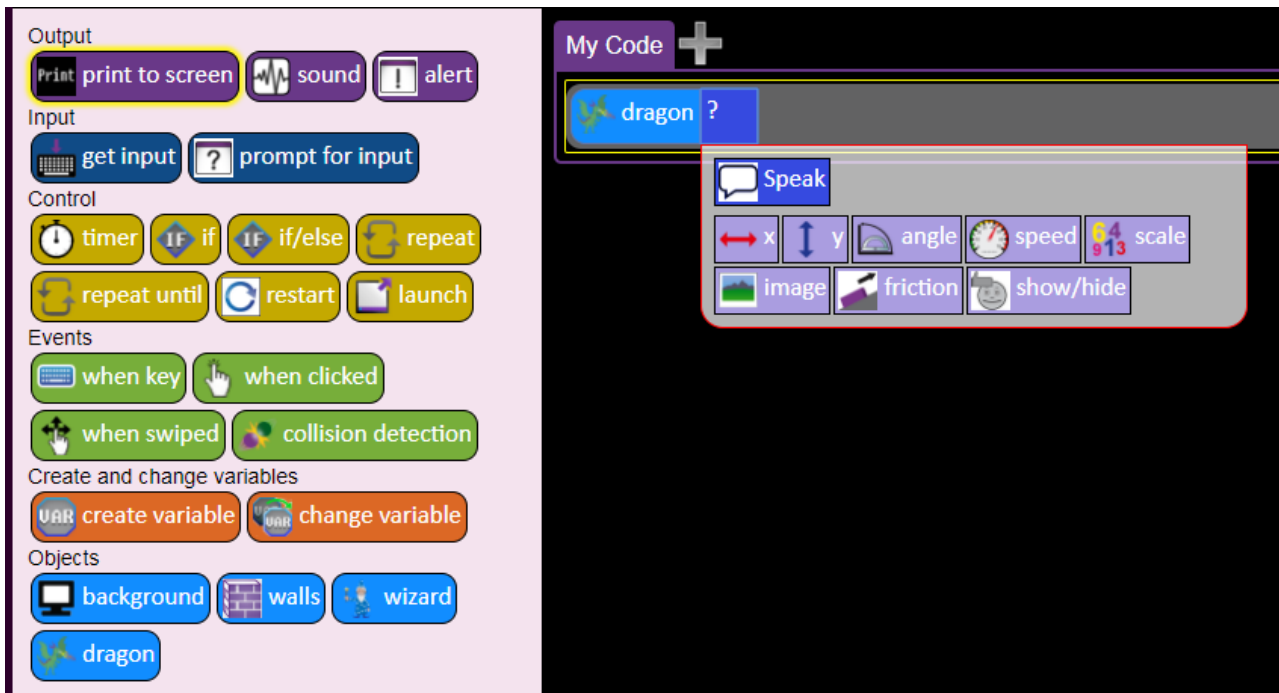 Output
Print print to screen sound ! alert
Input
get input ? prompt for input
Control
timer IF if IF if/else repeat
repeat until restart launch
Events
when key when clicked
when swiped collision detection
Create and change variables
VAR create variable VAR change variable
Objects
background walls wizard
dragon
My Code
dragon ?
Speak
x y angle speed 64 913 scale
image friction show/hide